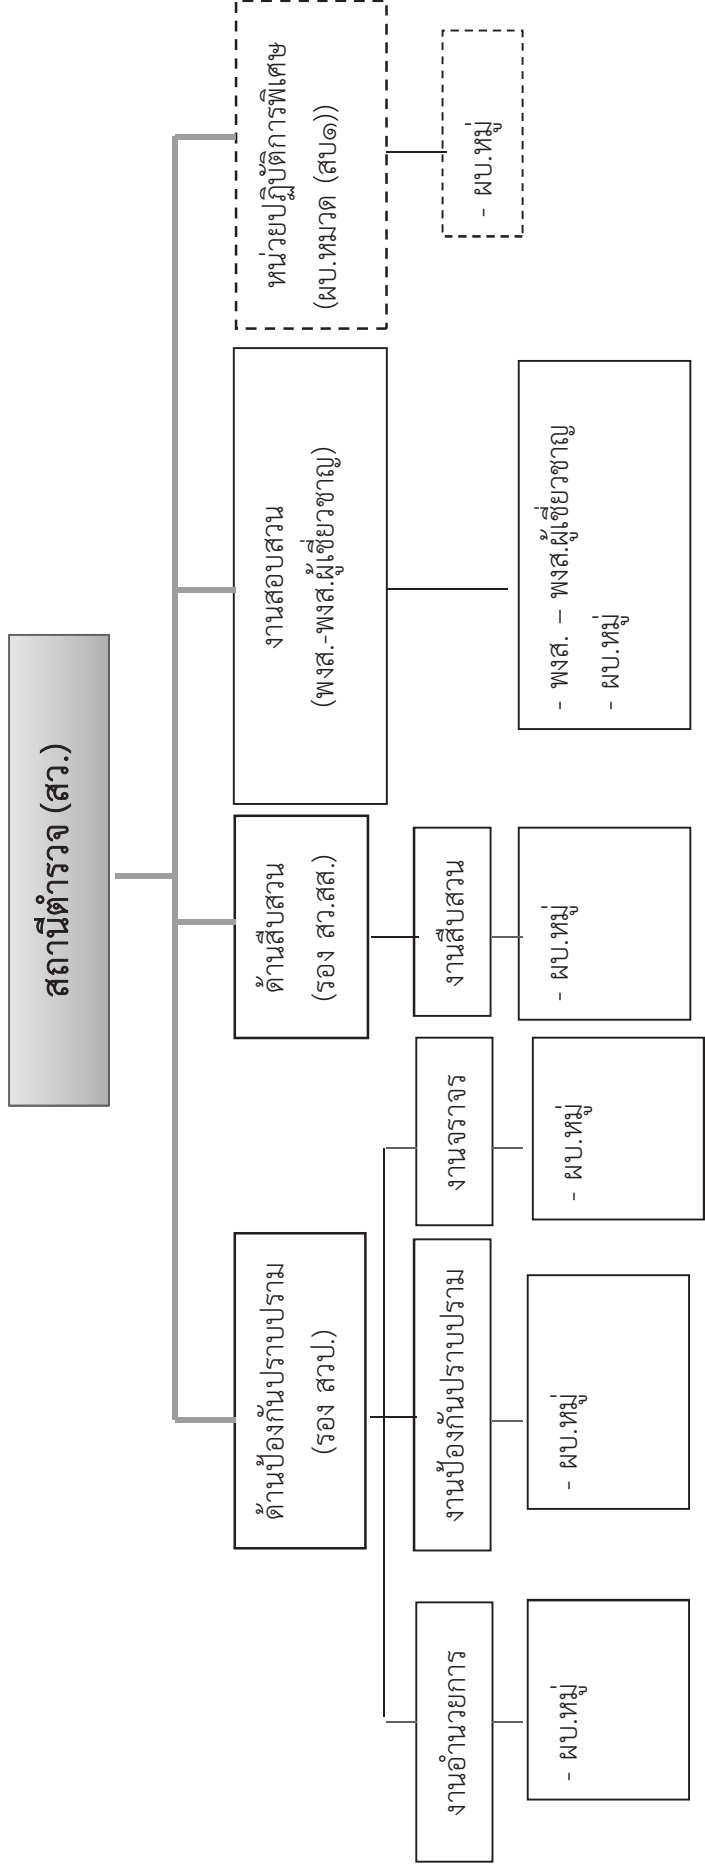 สถานีตำรวจ (สว.)
ด้านป้องกันปราบปราม
(รอง สวป.)
ด้านสืบสวน
(รอง สว.สส.)
งานสอบสวน
(พงส.-พงส.ผู้เชี่ยวชาญ)
หน่วยปฏิบัติการพิเศษ
(ผบ.หมวด (สบ๑))
งานอำนวยการ
งานป้องกันปราบปราม
งานจราจร
งานสืบสวน
- ผบ.หมู่
- ผบ.หมู่
- ผบ.หมู่
- ผบ.หมู่
- พงส. – พงส.ผู้เชี่ยวชาญ
- ผบ.หมู่
- ผบ.หมู่